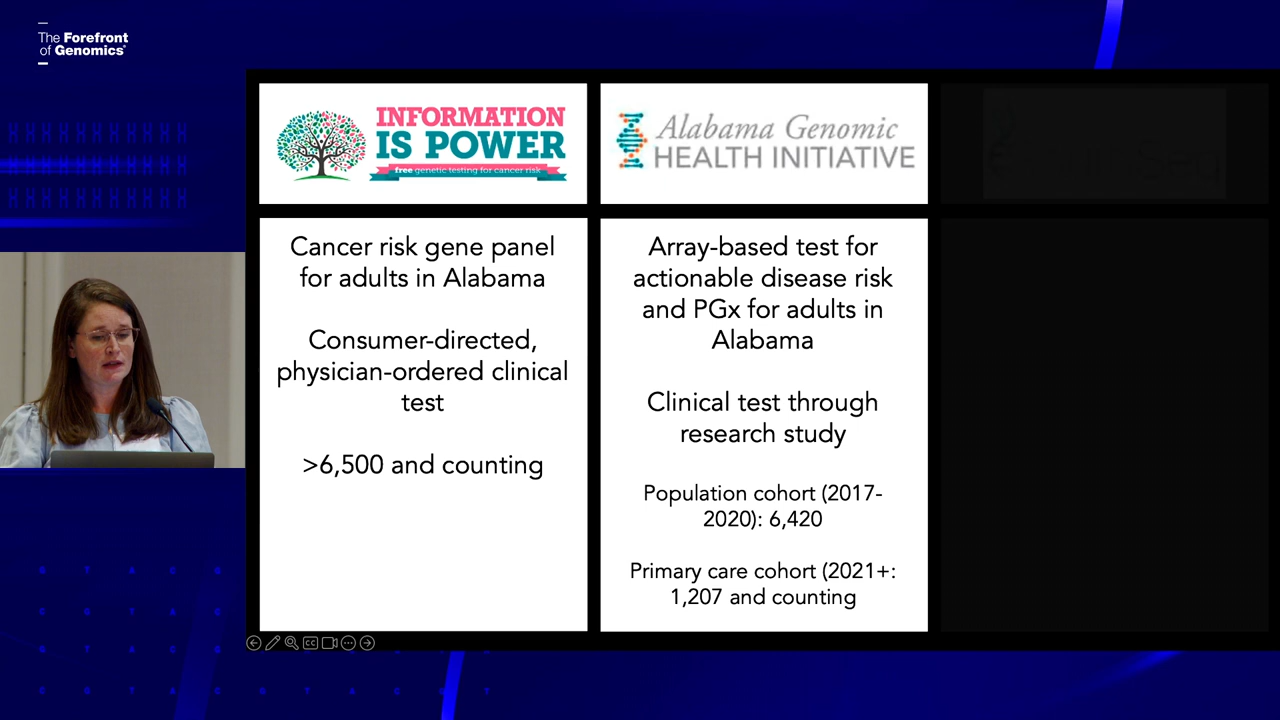 The Forefront
of Genomics®
INFORMATION
IS POWER
free genetic testing for cancer risk
Alabama Genomic
HEALTH INITIATIVE
Cancer risk gene panel
for adults in Alabama
Consumer-directed,
physician-ordered clinical
test
>6,500 and counting
Array-based test for
actionable disease risk
and PGx for adults in
Alabama
Clinical test through
research study
Population cohort (2017-
2020): 6,420
Primary care cohort (2021+:
1,207 and counting